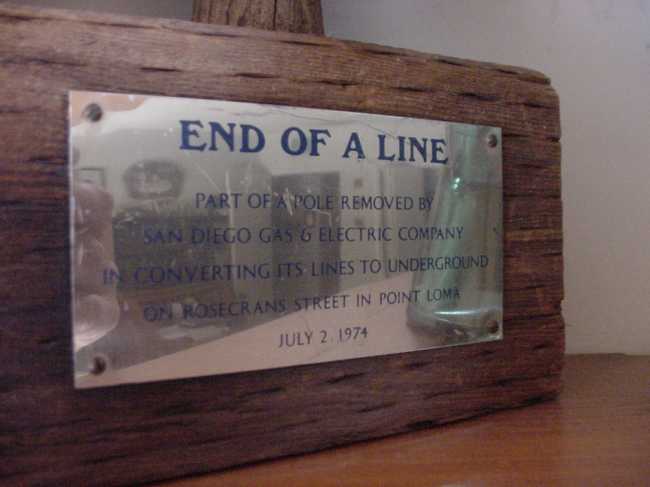 END OF A LINE
PART OF A POLE REMOVED BY
SAN DIEGO GAS & ELECTRIC COMPANY
IN CONVERTING ITS LINES TO UNDERGROUND
ON ROSECRANS STREET IN POINT LOMA
JULY 2, 1974